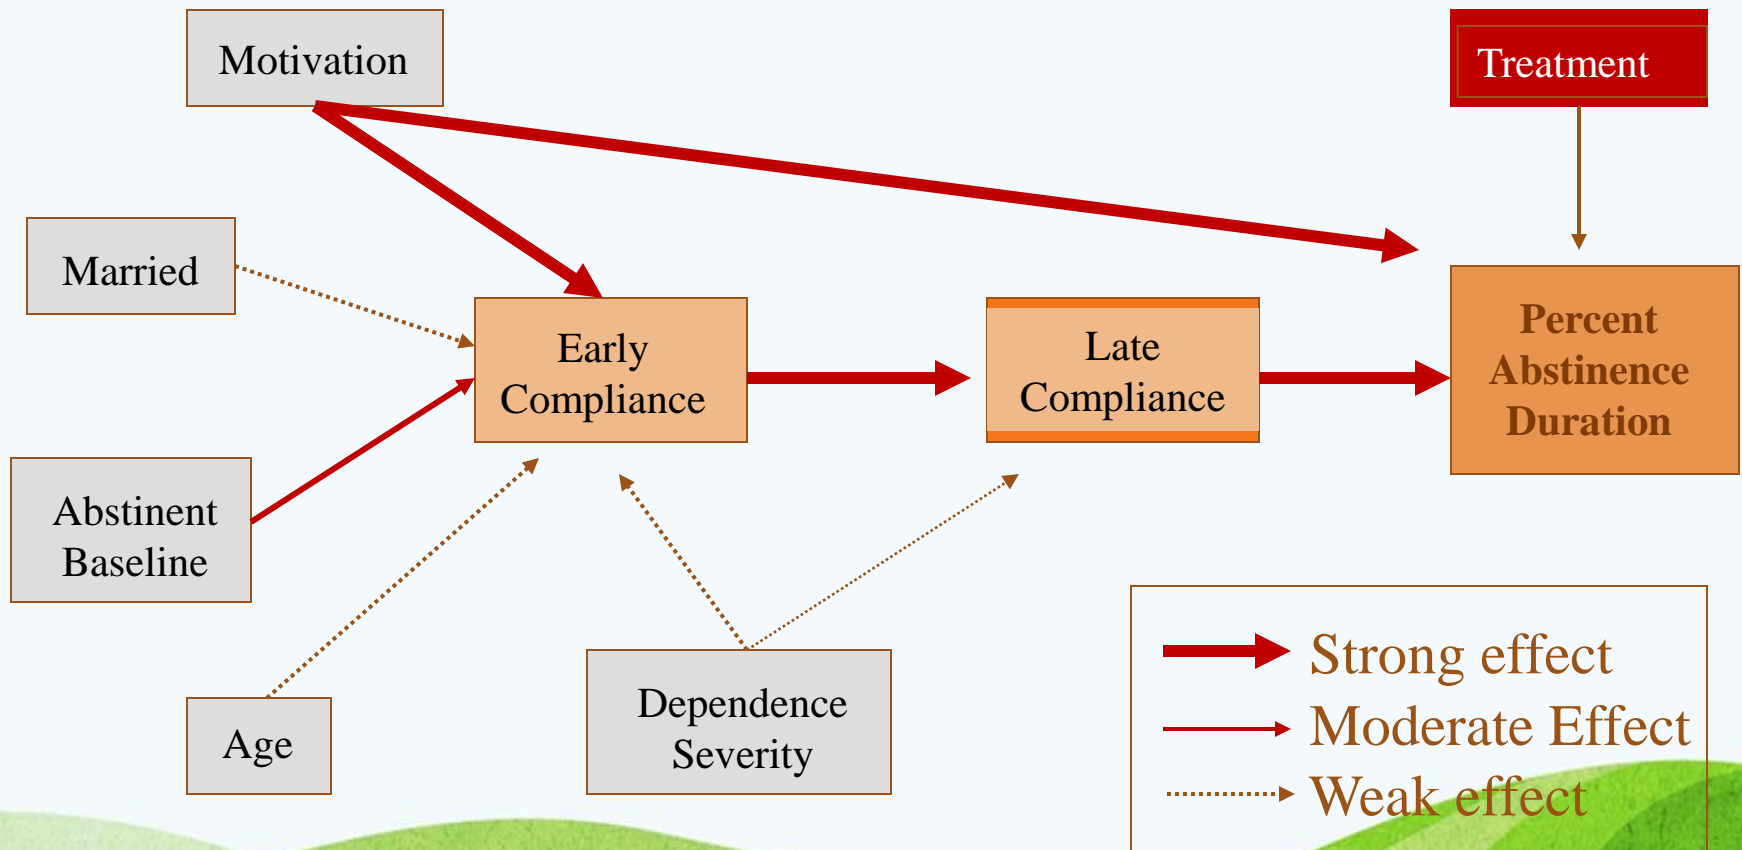 Motivation
Treatment
Married
Early
Compliance
Late
Compliance
Percent
Abstinence
Duration
Abstinent
Baseline
Age
Dependence
Severity
Strong effect
Moderate Effect
Weak effect